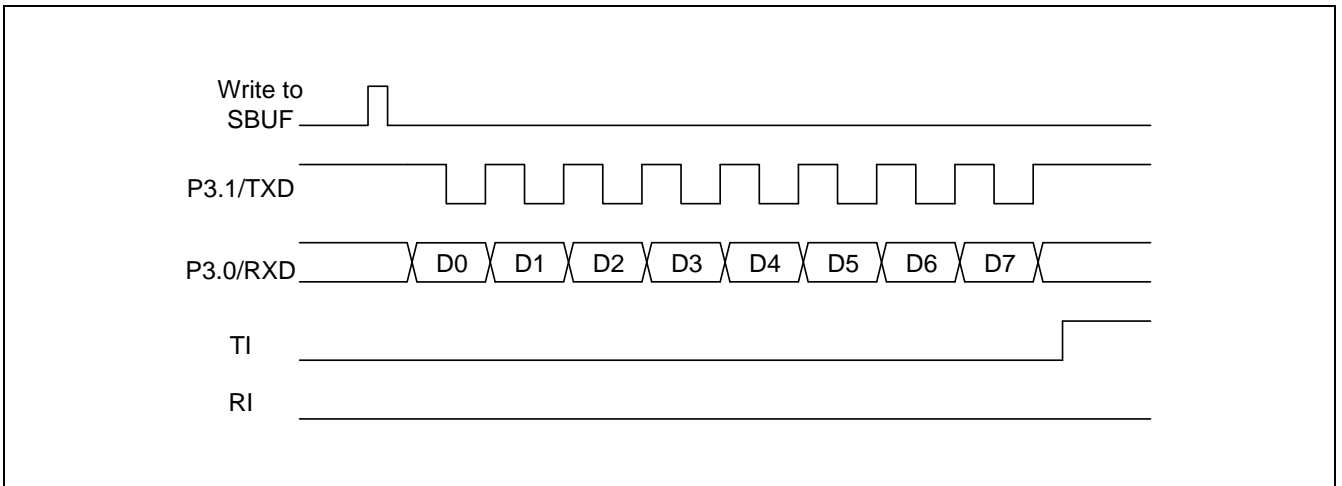 Write to
SBUF
P3.1/TXD
P3.0/RXD D0 D1 D2 D3 D4 D5 D6 D7
TI
RI